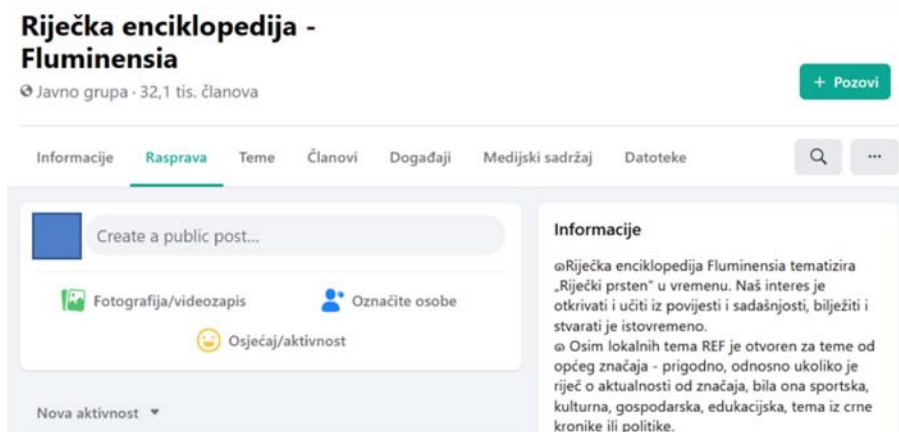 Riječka enciklopedija -
Fluminensia
Javno grupa · 32,1 tis. članova
+ Pozovi
Informacije Rasprava Teme Članovi Događaji Medijski sadržaj Datoteke
Create a public post...
Fotografija/videozapis Označite osobe
Osjećaj/aktivnost
Nova aktivnost
Informacije
Riječka enciklopedija Fluminensia tematizira
„Riječki prsten" u vremenu. Naš interes je
otkrivati i učiti iz povijesti i sadašnjosti, bilježiti i
stvarati je istovremeno.
Osim lokalnih tema REF je otvoren za teme od
općeg značaja - prigodno, odnosno ukoliko je
riječ o aktualnosti od značaja, bila ona sportska,
kulturna, gospodarska, edukacijska, tema iz crne
kronike ili politike.